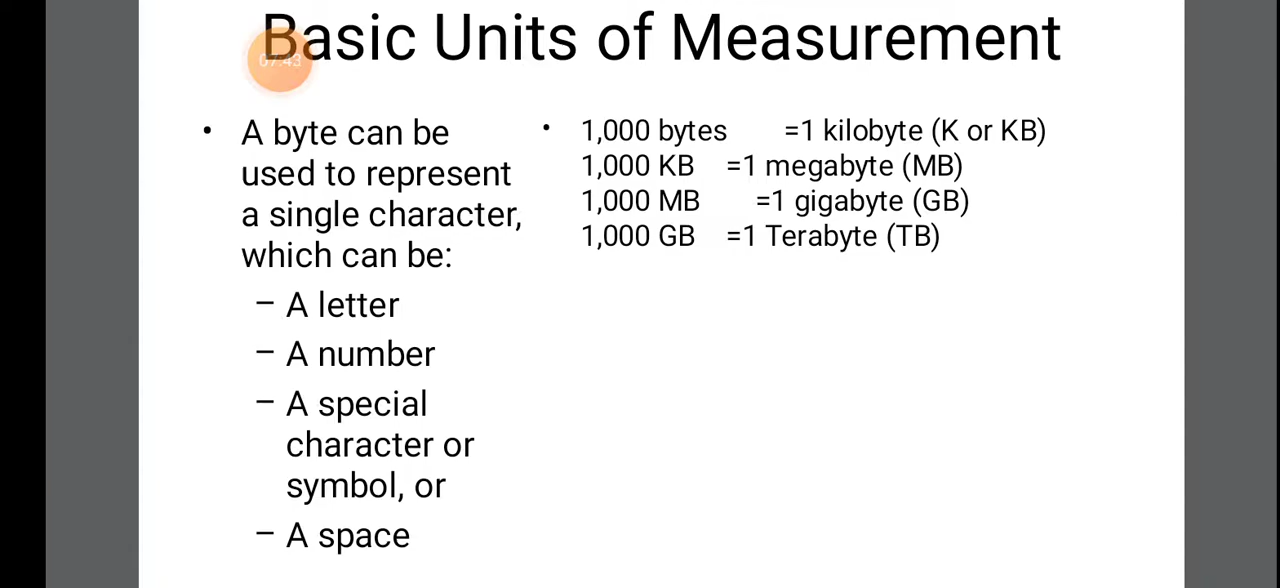 Basic Units of Measurement
07:43
• A byte can be
used to represent
a single character,
which can be:
– A letter
– A number
– A special
character or
symbol, or
– A space
• 1,000 bytes =1 kilobyte (K or KB)
1,000 KB =1 megabyte (MB)
1,000 MB =1 gigabyte (GB)
1,000 GB =1 Terabyte (TB)